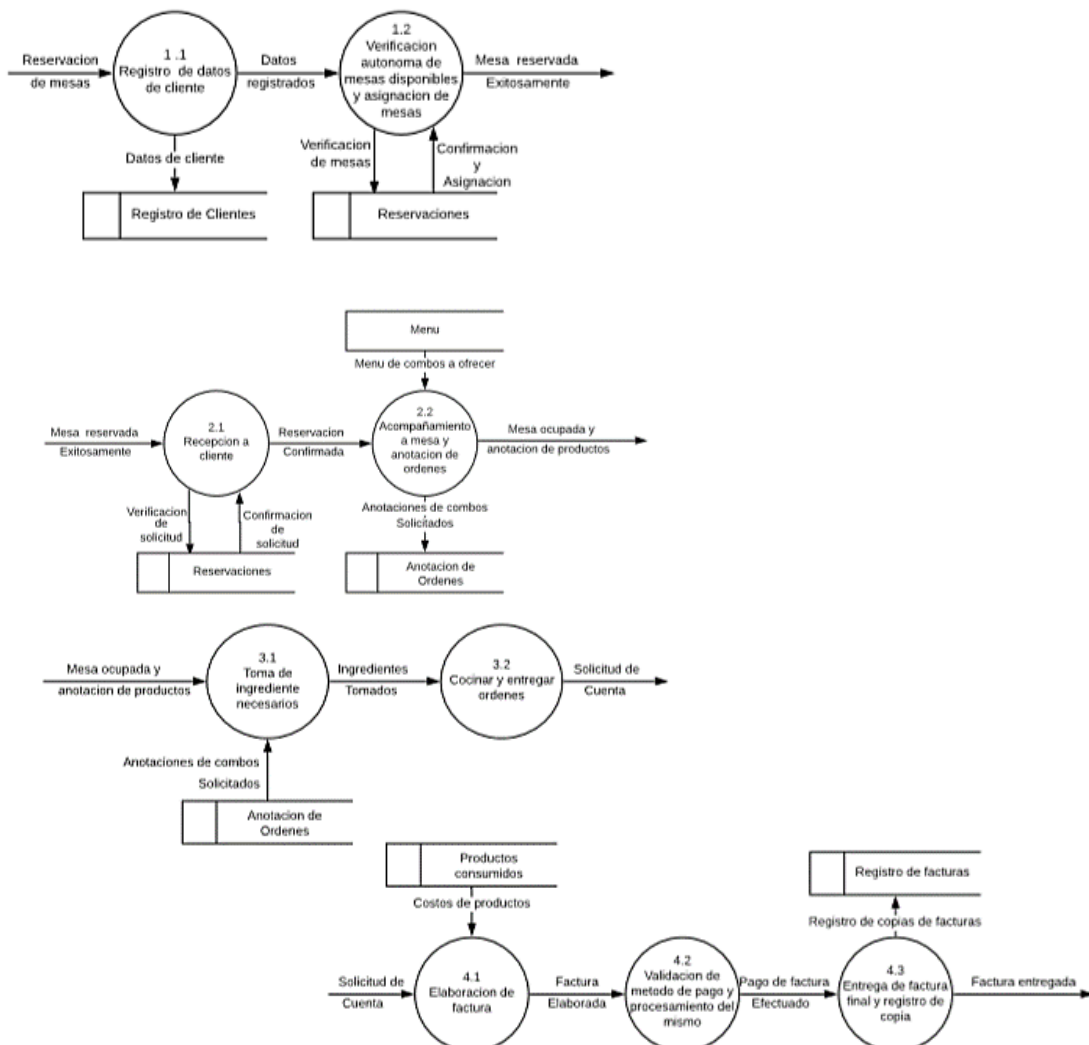 Reservacion
de mesas
1 .1
Registro de datos
de cliente
Datos
registrados
1.2
Verificacion
autonoma de
mesas disponibles
y asignacion de
mesas
Mesa reservada
Exitosamente
Datos de cliente
Verificacion
de mesas
Confirmacion
y
Asignacion
Registro de Clientes
Reservaciones
Menu
Menu de combos a ofrecer
Mesa reservada
Exitosamente
2.1
Recepcion a
cliente
Reservacion
Confirmada
2.2
Acompañamiento
a mesa y
anotacion de
ordenes
Mesa ocupada y
anotacion de productos
Verificacion
de
solicitud
Confirmacion
de
solicitud
Anotaciones de combos
Solicitados
Reservaciones
Anotacion de
Ordenes
Mesa ocupada y
anotacion de productos
3.1
Toma de
ingrediente
necesarios
Ingredientes
Tomados
3.2
Cocinar y entregar
ordenes
Solicitud de
Cuenta
Anotaciones de combos
Solicitados
Anotacion de
Ordenes
Productos
consumidos
Costos de productos
Registro de facturas
Registro de copias de facturas
Solicitud de
Cuenta
4.1
Elaboracion de
factura
Factura
Elaborada
4.2
Validacion de
metodo de pago y
procesamiento del
mismo
Pago de factura
Efectuado
4.3
Entrega de factura
final y registro de
copia
Factura entregada